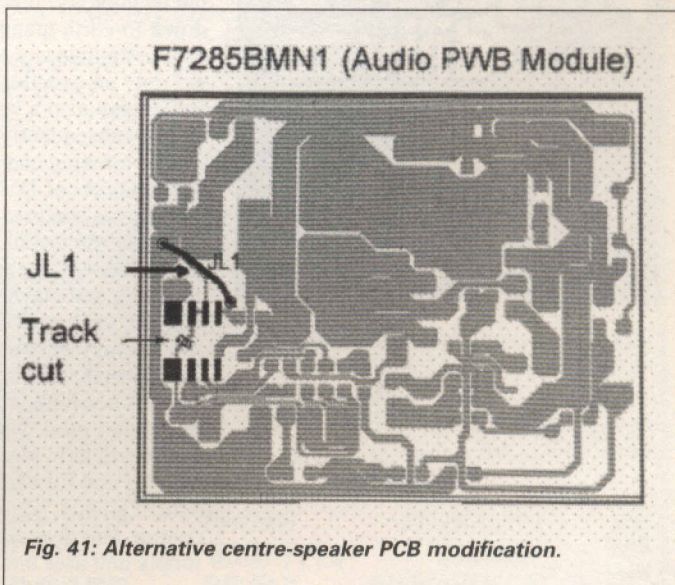 F7285BMN1 (Audio PWB Module)
JL1
JL1
Track
cut
Fig. 41: Alternative centre-speaker PCB modification.